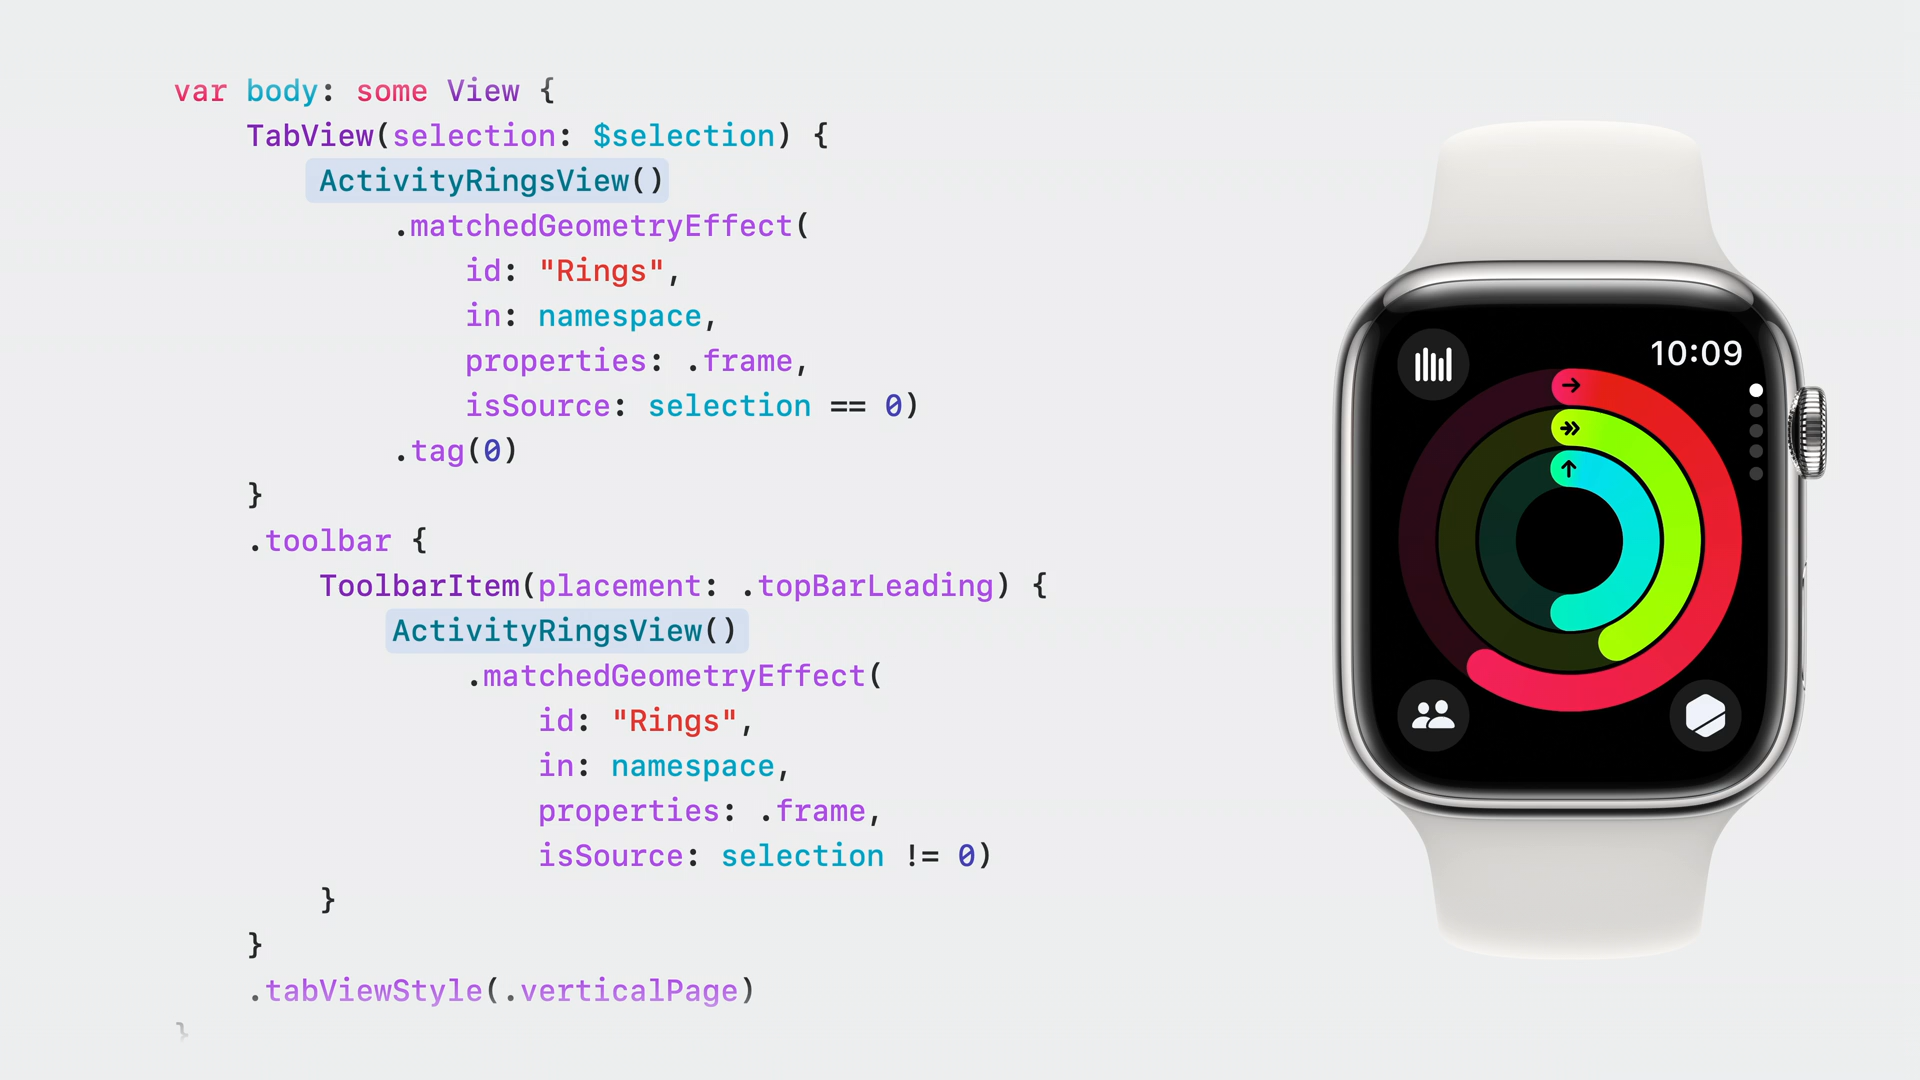 var body: some View {
    TabView(selection: $selection) {
        ActivityRingsView()
            .matchedGeometryEffect(
                id: "Rings",
                in: namespace,
                properties: .frame,
                isSource: selection == 0)
            .tag(0)
    }
    .toolbar {
        ToolbarItem(placement: .topBarLeading) {
            ActivityRingsView()
                .matchedGeometryEffect(
                    id: "Rings",
                    in: namespace,
                    properties: .frame,
                    isSource: selection != 0)
        }
    }
    .tabViewStyle(.verticalPage)
}
10:09